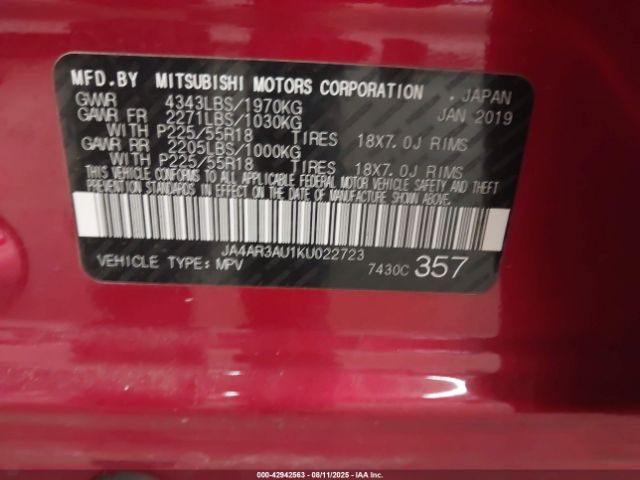 MFD.BY MITSUBISHI MOTORS CORPORATION , JAPAN
GVWR 4343LBS/1970KG JAN 2019
GAWR FR 2271LBS/1030KG
WITH P225/55R18 TIRES 18X7.0J RIMS
GAWR RR 2205LBS/1000KG
WITH P225/55R18 TIRES 18X7.0J RIMS
THIS VEHICLE CONFORMS TO ALL APPLICABLE FEDERAL MOTOR VEHICLE SAFETY AND THEFT
PREVENTION STANDARDS IN EFFECT ON THE DATE OF MANUFACTURE SHOWN ABOVE.
JA4AR3AU1KU022723
VEHICLE TYPE: MPV 7430C 357
000-42942563 - 08/11/2025 - IAAI.COM